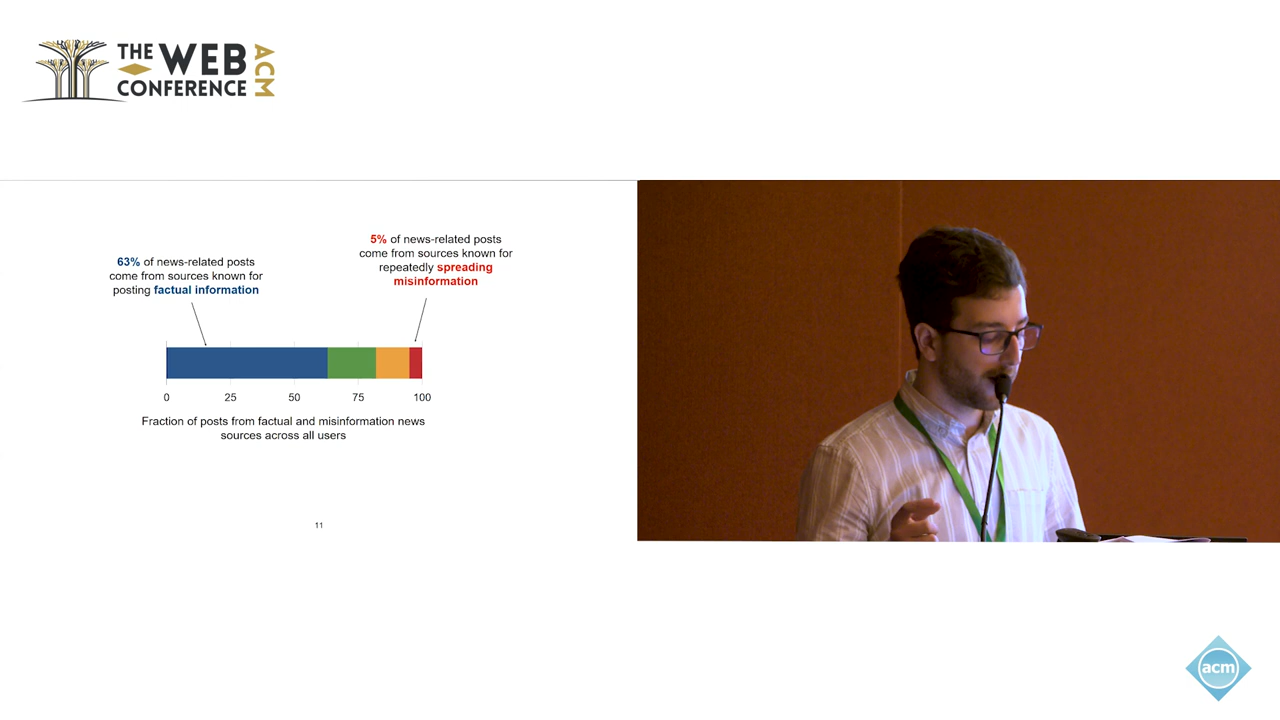 THE WEB
CONFERENCE
ACM
5% of news-related posts
come from sources known for
repeatedly spreading
misinformation
63% of news-related posts
come from sources known for
posting factual information
0 25 50 75 100
Fraction of posts from factual and misinformation news
sources across all users
11
acm